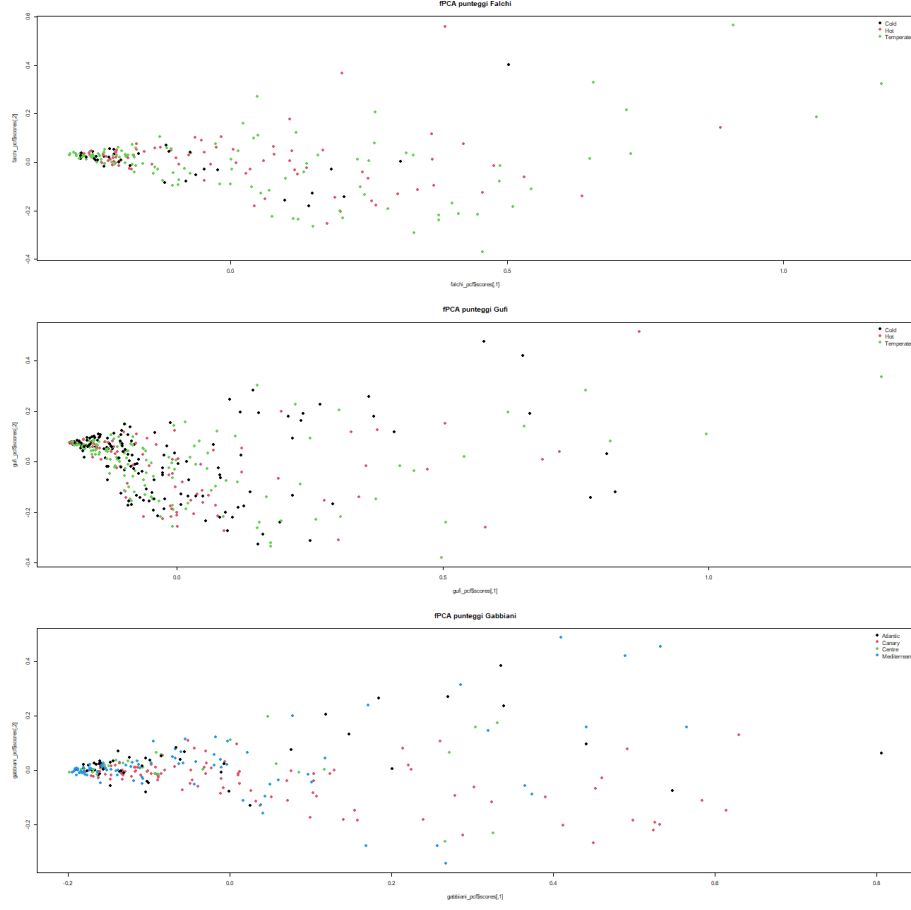 fPCA punteggi Falchi
falchi_pcf$scores[,2]
0.6
0.4
0.2
0.0
-0.2
-0.4
Cold
Hot
Temperate
0.0
0.5
1.0
falchi_pcf$scores[,1]
fPCA punteggi Gufi
gufi_pcf$scores[,2]
0.4
0.2
0.0
-0.2
-0.4
Cold
Hot
Temperate
0.0
0.5
1.0
gufi_pcf$scores[,1]
fPCA punteggi Gabbiani
gabbiani_pcf$scores[,2]
0.4
0.2
0.0
-0.2
-0.4
Atlantic
Canary
Centre
Mediterranean
-0.2
0.0
0.2
0.4
0.6
0.8
gabbiani_pcf$scores[,1]